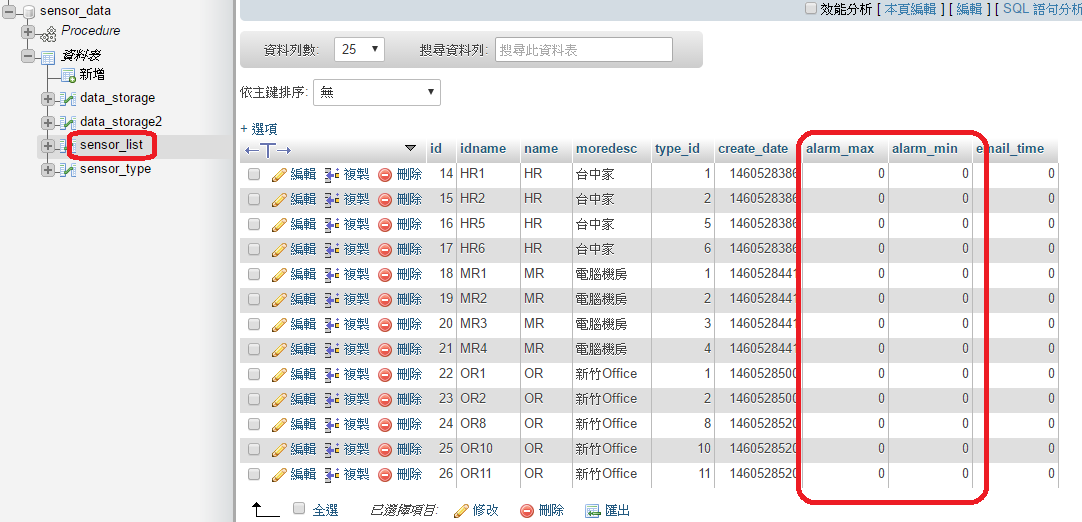 sensor_data
Procedure
資料表
新增
data_storage
data_storage2
sensor_list
sensor_type
效能分析 [ 本頁編輯 ] [ 編輯 ] [ SQL 語句分析
資料列數: 25 搜尋資料列: 搜尋此資料表
依主鍵排序: 無
+ 選項
id idname name moredesc type_id create_date alarm_max alarm_min email_time
編輯 複製 刪除 14 HR1 HR 台中家 1 1460528386 0 0 0
編輯 複製 刪除 15 HR2 HR 台中家 2 1460528386 0 0 0
編輯 複製 刪除 16 HR5 HR 台中家 5 1460528386 0 0 0
編輯 複製 刪除 17 HR6 HR 台中家 6 1460528386 0 0 0
編輯 複製 刪除 18 MR1 MR 電腦機房 1 1460528441 0 0 0
編輯 複製 刪除 19 MR2 MR 電腦機房 2 1460528441 0 0 0
編輯 複製 刪除 20 MR3 MR 電腦機房 3 1460528441 0 0 0
編輯 複製 刪除 21 MR4 MR 電腦機房 4 1460528441 0 0 0
編輯 複製 刪除 22 OR1 OR 新竹Office 1 1460528500 0 0 0
編輯 複製 刪除 23 OR2 OR 新竹Office 2 1460528500 0 0 0
編輯 複製 刪除 24 OR8 OR 新竹Office 8 1460528520 0 0 0
編輯 複製 刪除 25 OR10 OR 新竹Office 10 1460528520 0 0 0
編輯 複製 刪除 26 OR11 OR 新竹Office 11 1460528520 0 0 0
全選 已選擇項目: 修改 刪除 匯出